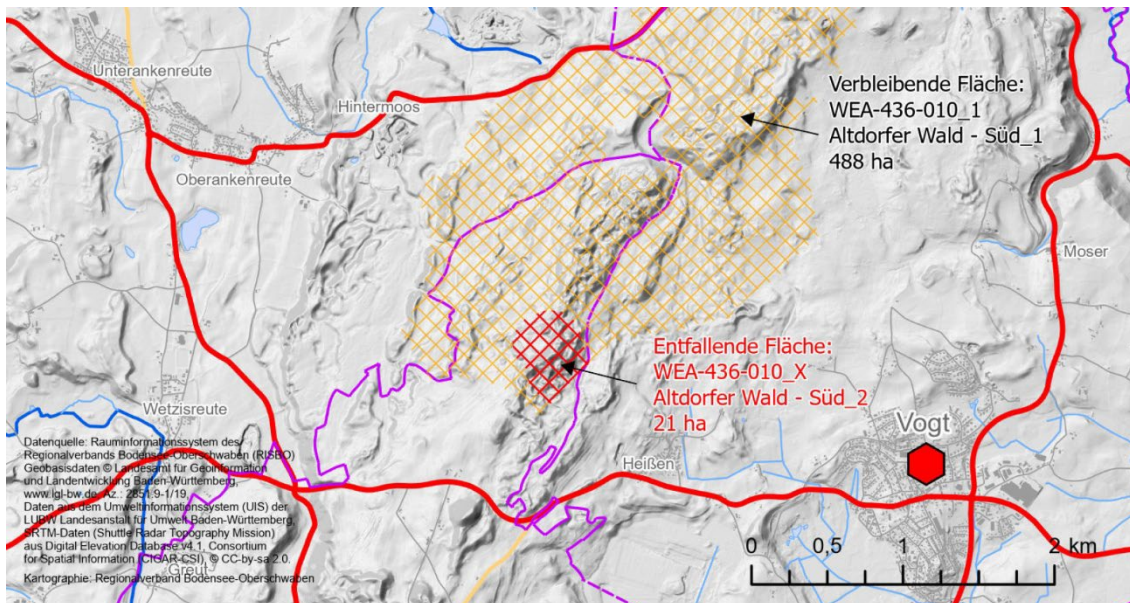 Unterankenreute
Hintermoos
Oberankenreute
Verbleibende Fläche:
WEA-436-010_1
Altdorfer Wald - Süd_1
488 ha
Moser
Entfallende Fläche:
WEA-436-010_X
Altdorfer Wald - Süd_2
21 ha
Wetzisreute
Vogt
Heißen
Datenquelle: Rauminformationssystem des
Regionalverbands Bodensee-Oberschwaben (RISBO)
Geobasisdaten © Landesamt für Geoinformation
und Landentwicklung Baden-Württemberg,
www.lgl-bw.de, Az.: 2851.9-1/19,
Daten aus dem Umweltinformationssystem (UIS) der
LUBW Landesanstalt für Umwelt Baden-Württemberg,
SRTM-Daten (Shuttle Radar Topography Mission)
aus Digital Elevation Database v4.1, Consortium
for Spatial Information (CIGAR-CSI), © CC-by-sa 2.0.
Greut
Kartographie: Regionalverband Bodensee-Oberschwaben
0 0,5 1 2 km